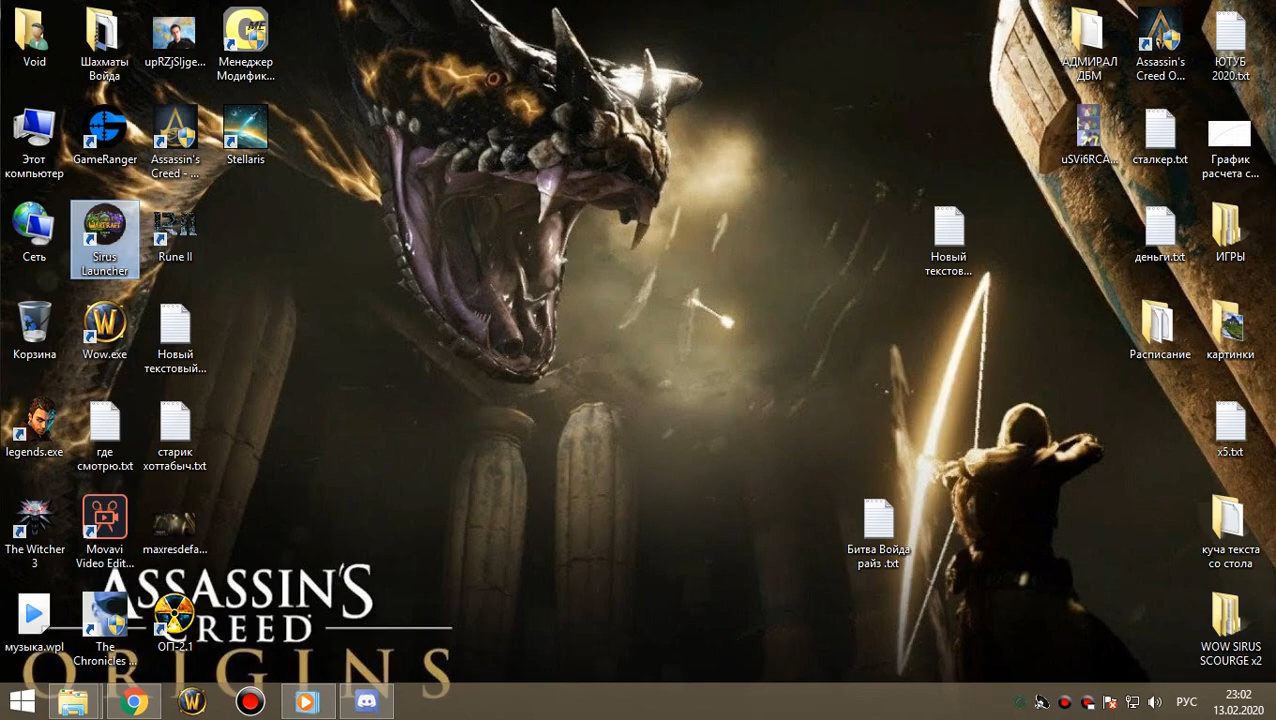 Void
Шахматы
Войда
upRZjSljge...
Менеджер
Модифик...
АДМИРАЛ
ДБМ
Assassin's
Creed O...
ЮТУБ
2020.txt
Этот
компьютер
GameRanger
Assassin's
Creed - ...
Stellaris
uSVi6RCA...
сталкер.txt
График
расчета с...
Сеть
Sirus
Launcher
Rune II
Новый
текстов...
деньги.txt
ИГРЫ
Корзина
Wow.exe
Новый
текстовый...
Расписание
картинки
legends.exe
где
смотрю.txt
старик
хоттабыч.txt
x5.txt
The Witcher
3
Movavi
Video Edit...
maxresdefa...
Битва Войда
райз .txt
куча текста
со стола
музыка.wpl
The
Chronicles ...
ОП-2.1
WOW SIRUS
SCOURGE x2
ASSASSIN'S
CREED
ORIGINS
РУС
23:02
13.02.2020